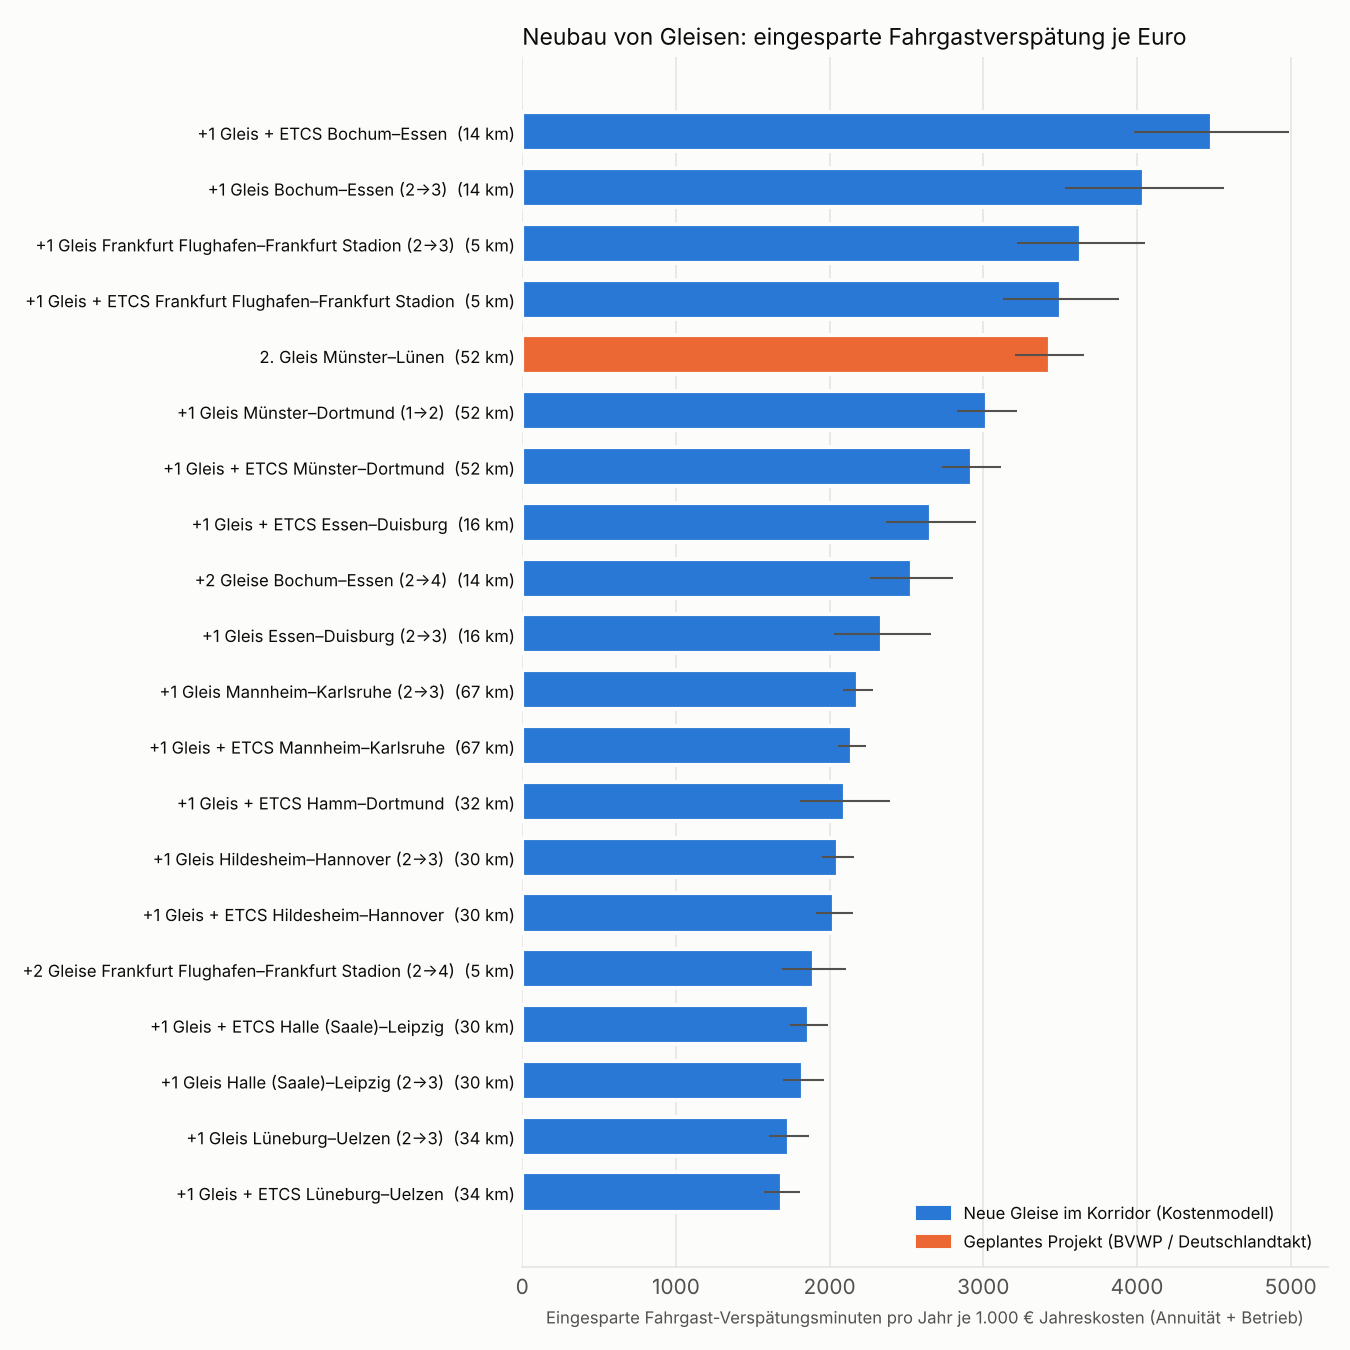 Neubau von Gleisen: eingesparte Fahrgastverspätung je Euro
+1 Gleis + ETCS Bochum–Essen (14 km)
+1 Gleis Bochum–Essen (2→3) (14 km)
+1 Gleis Frankfurt Flughafen–Frankfurt Stadion (2→3) (5 km)
+1 Gleis + ETCS Frankfurt Flughafen–Frankfurt Stadion (5 km)
2. Gleis Münster–Lünen (52 km)
+1 Gleis Münster–Dortmund (1→2) (52 km)
+1 Gleis + ETCS Münster–Dortmund (52 km)
+1 Gleis + ETCS Essen–Duisburg (16 km)
+2 Gleise Bochum–Essen (2→4) (14 km)
+1 Gleis Essen–Duisburg (2→3) (16 km)
+1 Gleis Mannheim–Karlsruhe (2→3) (67 km)
+1 Gleis + ETCS Mannheim–Karlsruhe (67 km)
+1 Gleis + ETCS Hamm–Dortmund (32 km)
+1 Gleis Hildesheim–Hannover (2→3) (30 km)
+1 Gleis + ETCS Hildesheim–Hannover (30 km)
+2 Gleise Frankfurt Flughafen–Frankfurt Stadion (2→4) (5 km)
+1 Gleis + ETCS Halle (Saale)–Leipzig (30 km)
+1 Gleis Halle (Saale)–Leipzig (2→3) (30 km)
+1 Gleis Lüneburg–Uelzen (2→3) (34 km)
+1 Gleis + ETCS Lüneburg–Uelzen (34 km)
Neue Gleise im Korridor (Kostenmodell)
Geplantes Projekt (BVWP / Deutschlandtakt)
0 1000 2000 3000 4000 5000
Eingesparte Fahrgast-Verspätungsminuten pro Jahr je 1.000 € Jahreskosten (Annuität + Betrieb)